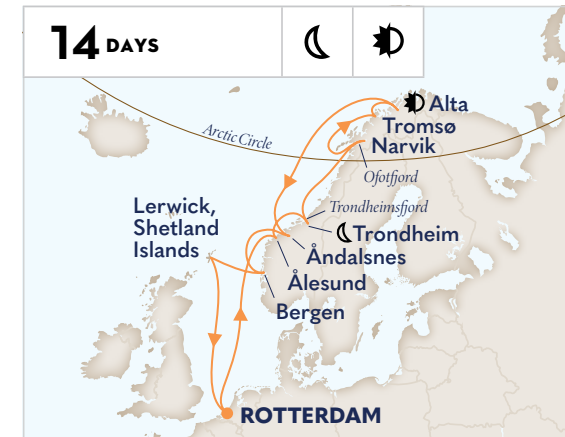 14 DAYS
Alta
Tromsø
Narvik
Arctic Circle
Ofotfjord
Trondheimsfjord
Lerwick,
Shetland
Islands
Trondheim
Åndalsnes
Ålesund
Bergen
ROTTERDAM